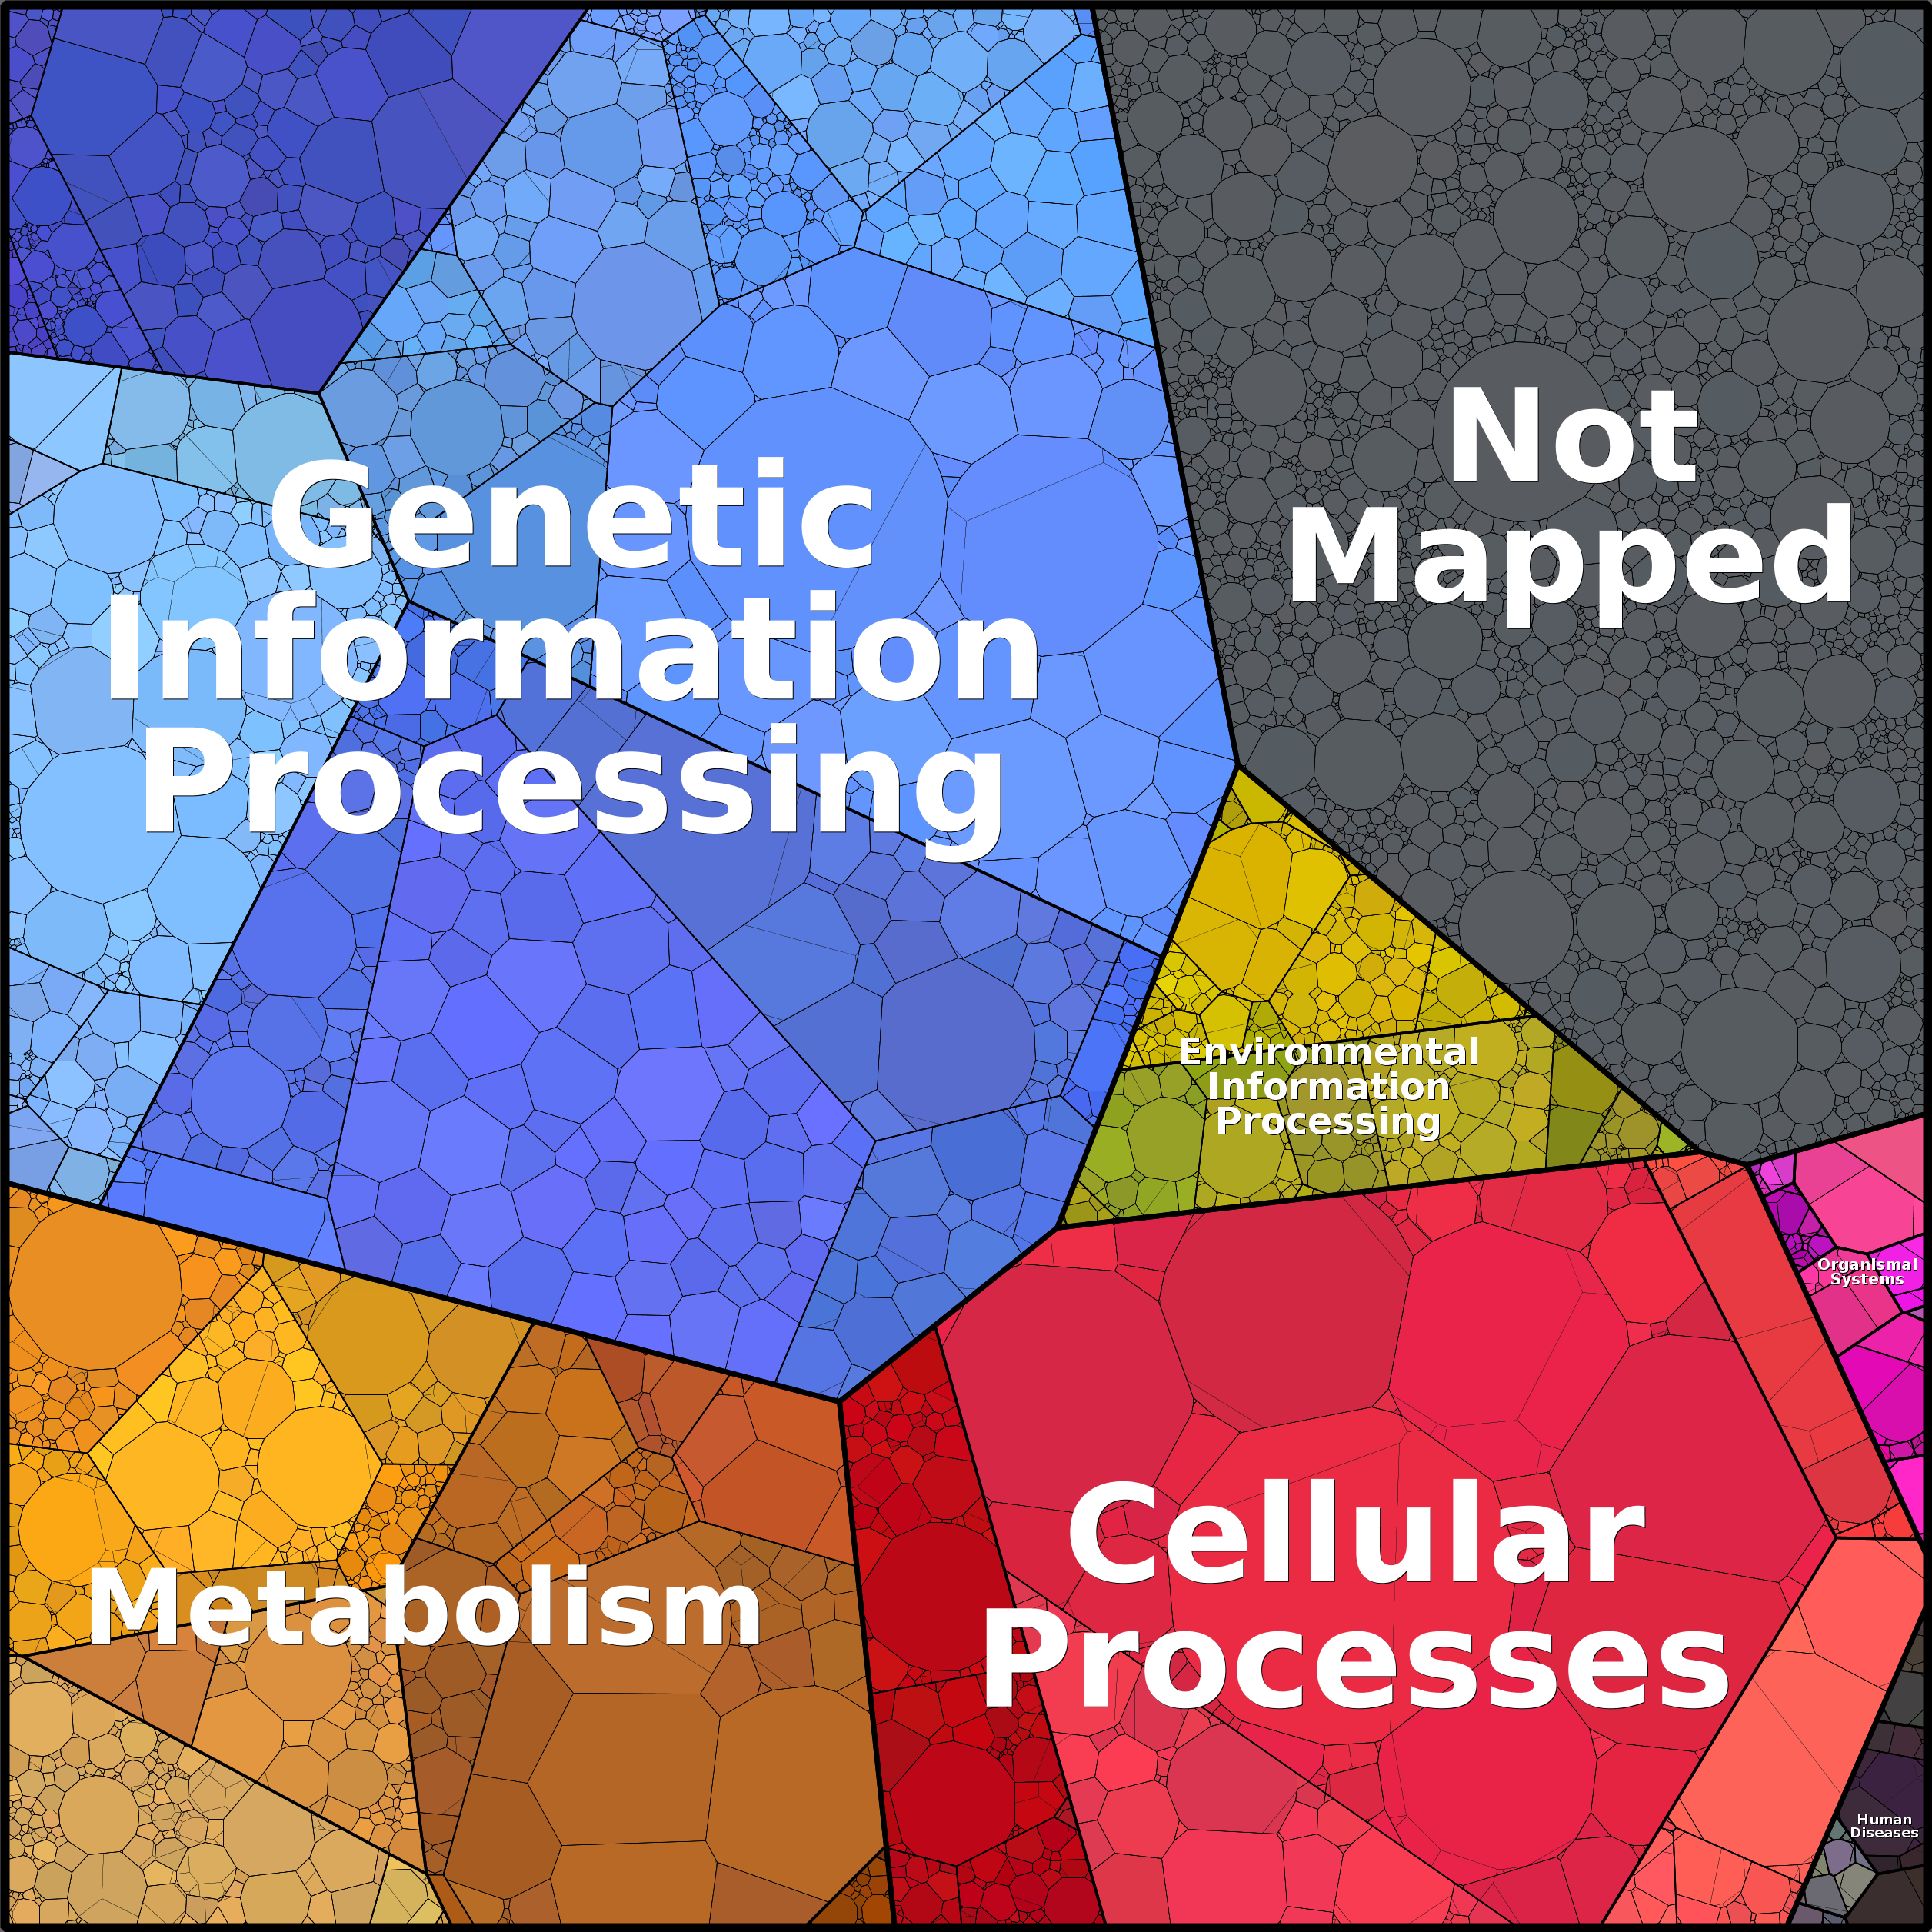 Genetic
Information
Processing
Not
Mapped
Environmental
Information
Processing
Organismal
Systems
Metabolism
Cellular
Processes
Human
Diseases